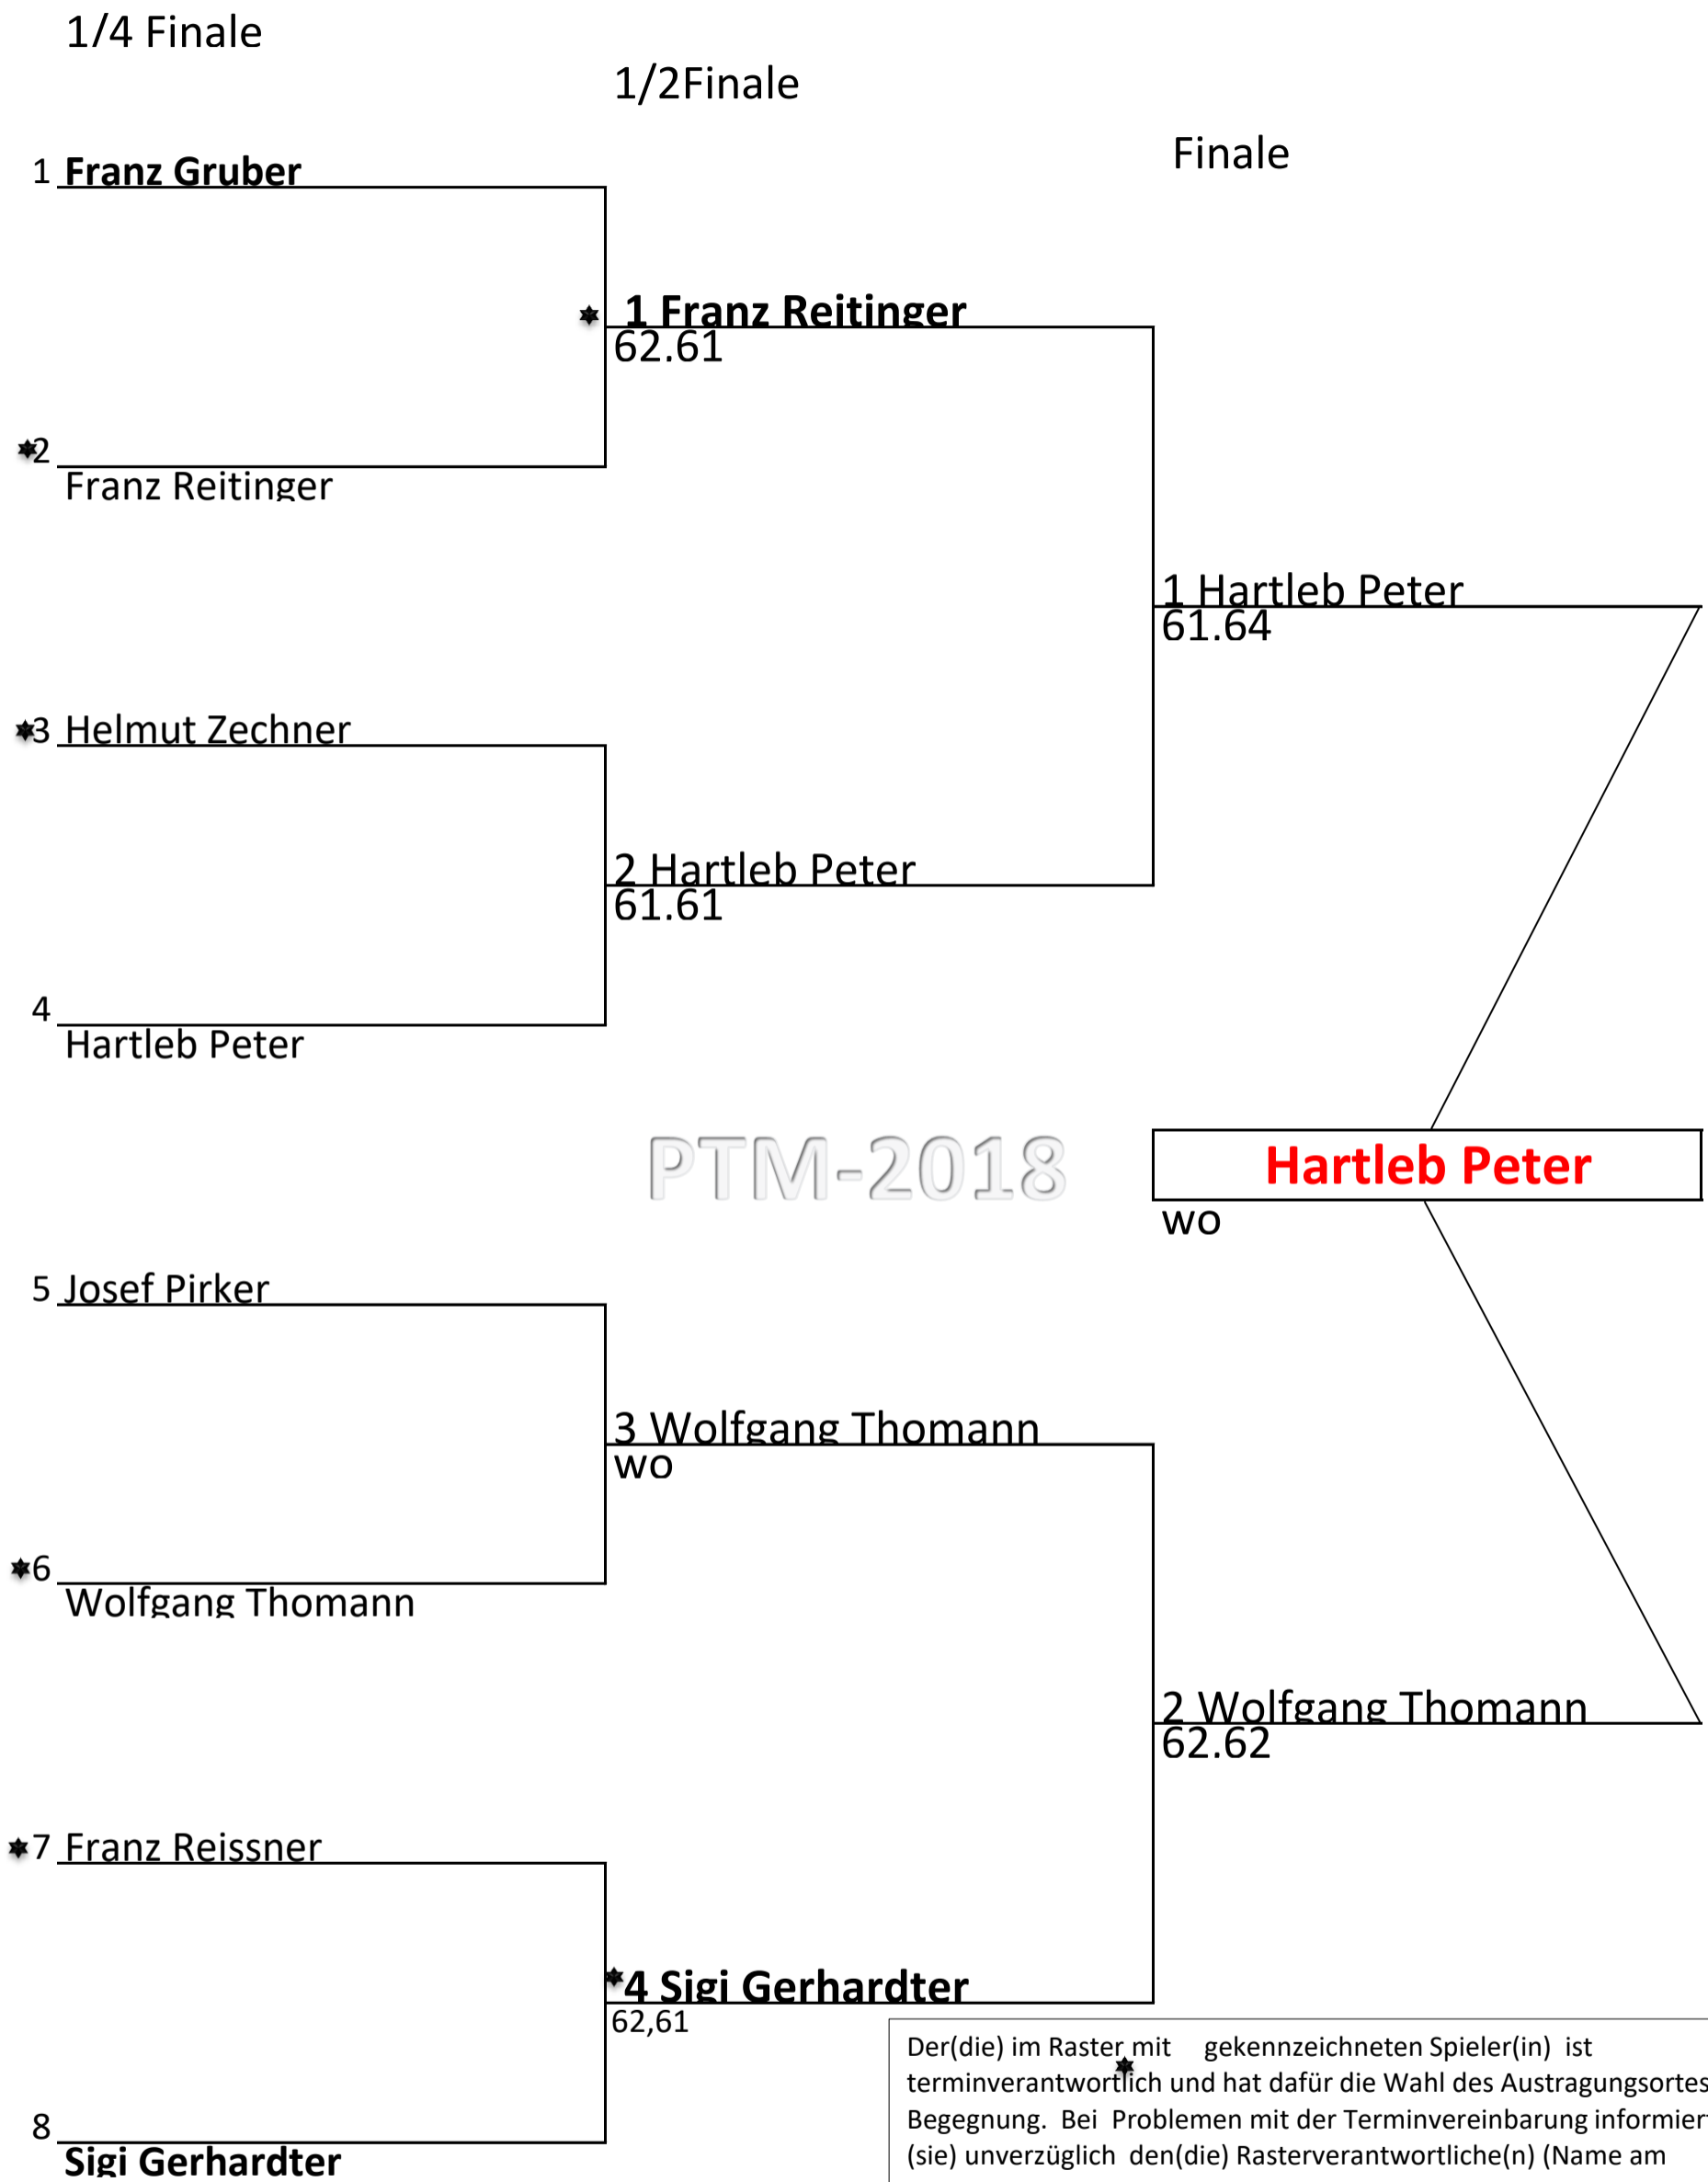 1/4 Finale
1/2Finale
Finale
1 Franz Gruber
1 Franz Reitinger
62.61
2
Franz Reitinger
1 Hartleb Peter
61.64
3 Helmut Zechner
2 Hartleb Peter
61.61
4
Hartleb Peter
PTM-2018
Hartleb Peter
wo
5 Josef Pirker
3 Wolfgang Thomann
wo
6
Wolfgang Thomann
2 Wolfgang Thomann
62.62
7 Franz Reissner
4 Sigi Gerhardter
62,61
8
Sigi Gerhardter
Der(die) im Raster mit gekennzeichneten Spieler(in) ist
terminverantwortlich und hat dafür die Wahl des Austragungsortes
Begegnung. Bei Problemen mit der Terminvereinbarung informier
(sie) unverzüglich den(die) Rasterverantwortliche(n) (Name am